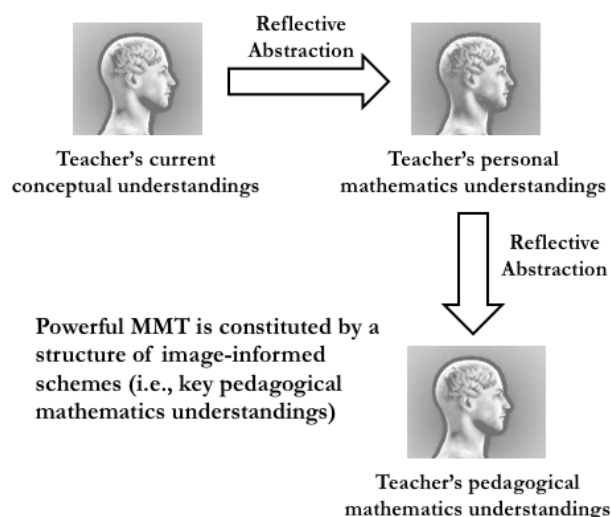 Reflective
Abstraction
Teacher's current
conceptual understandings
Teacher's personal
mathematics understandings
Reflective
Abstraction
Powerful MMT is constituted by a
structure of image-informed
schemes (i.e., key pedagogical
mathematics understandings)
Teacher's pedagogical
mathematics understandings